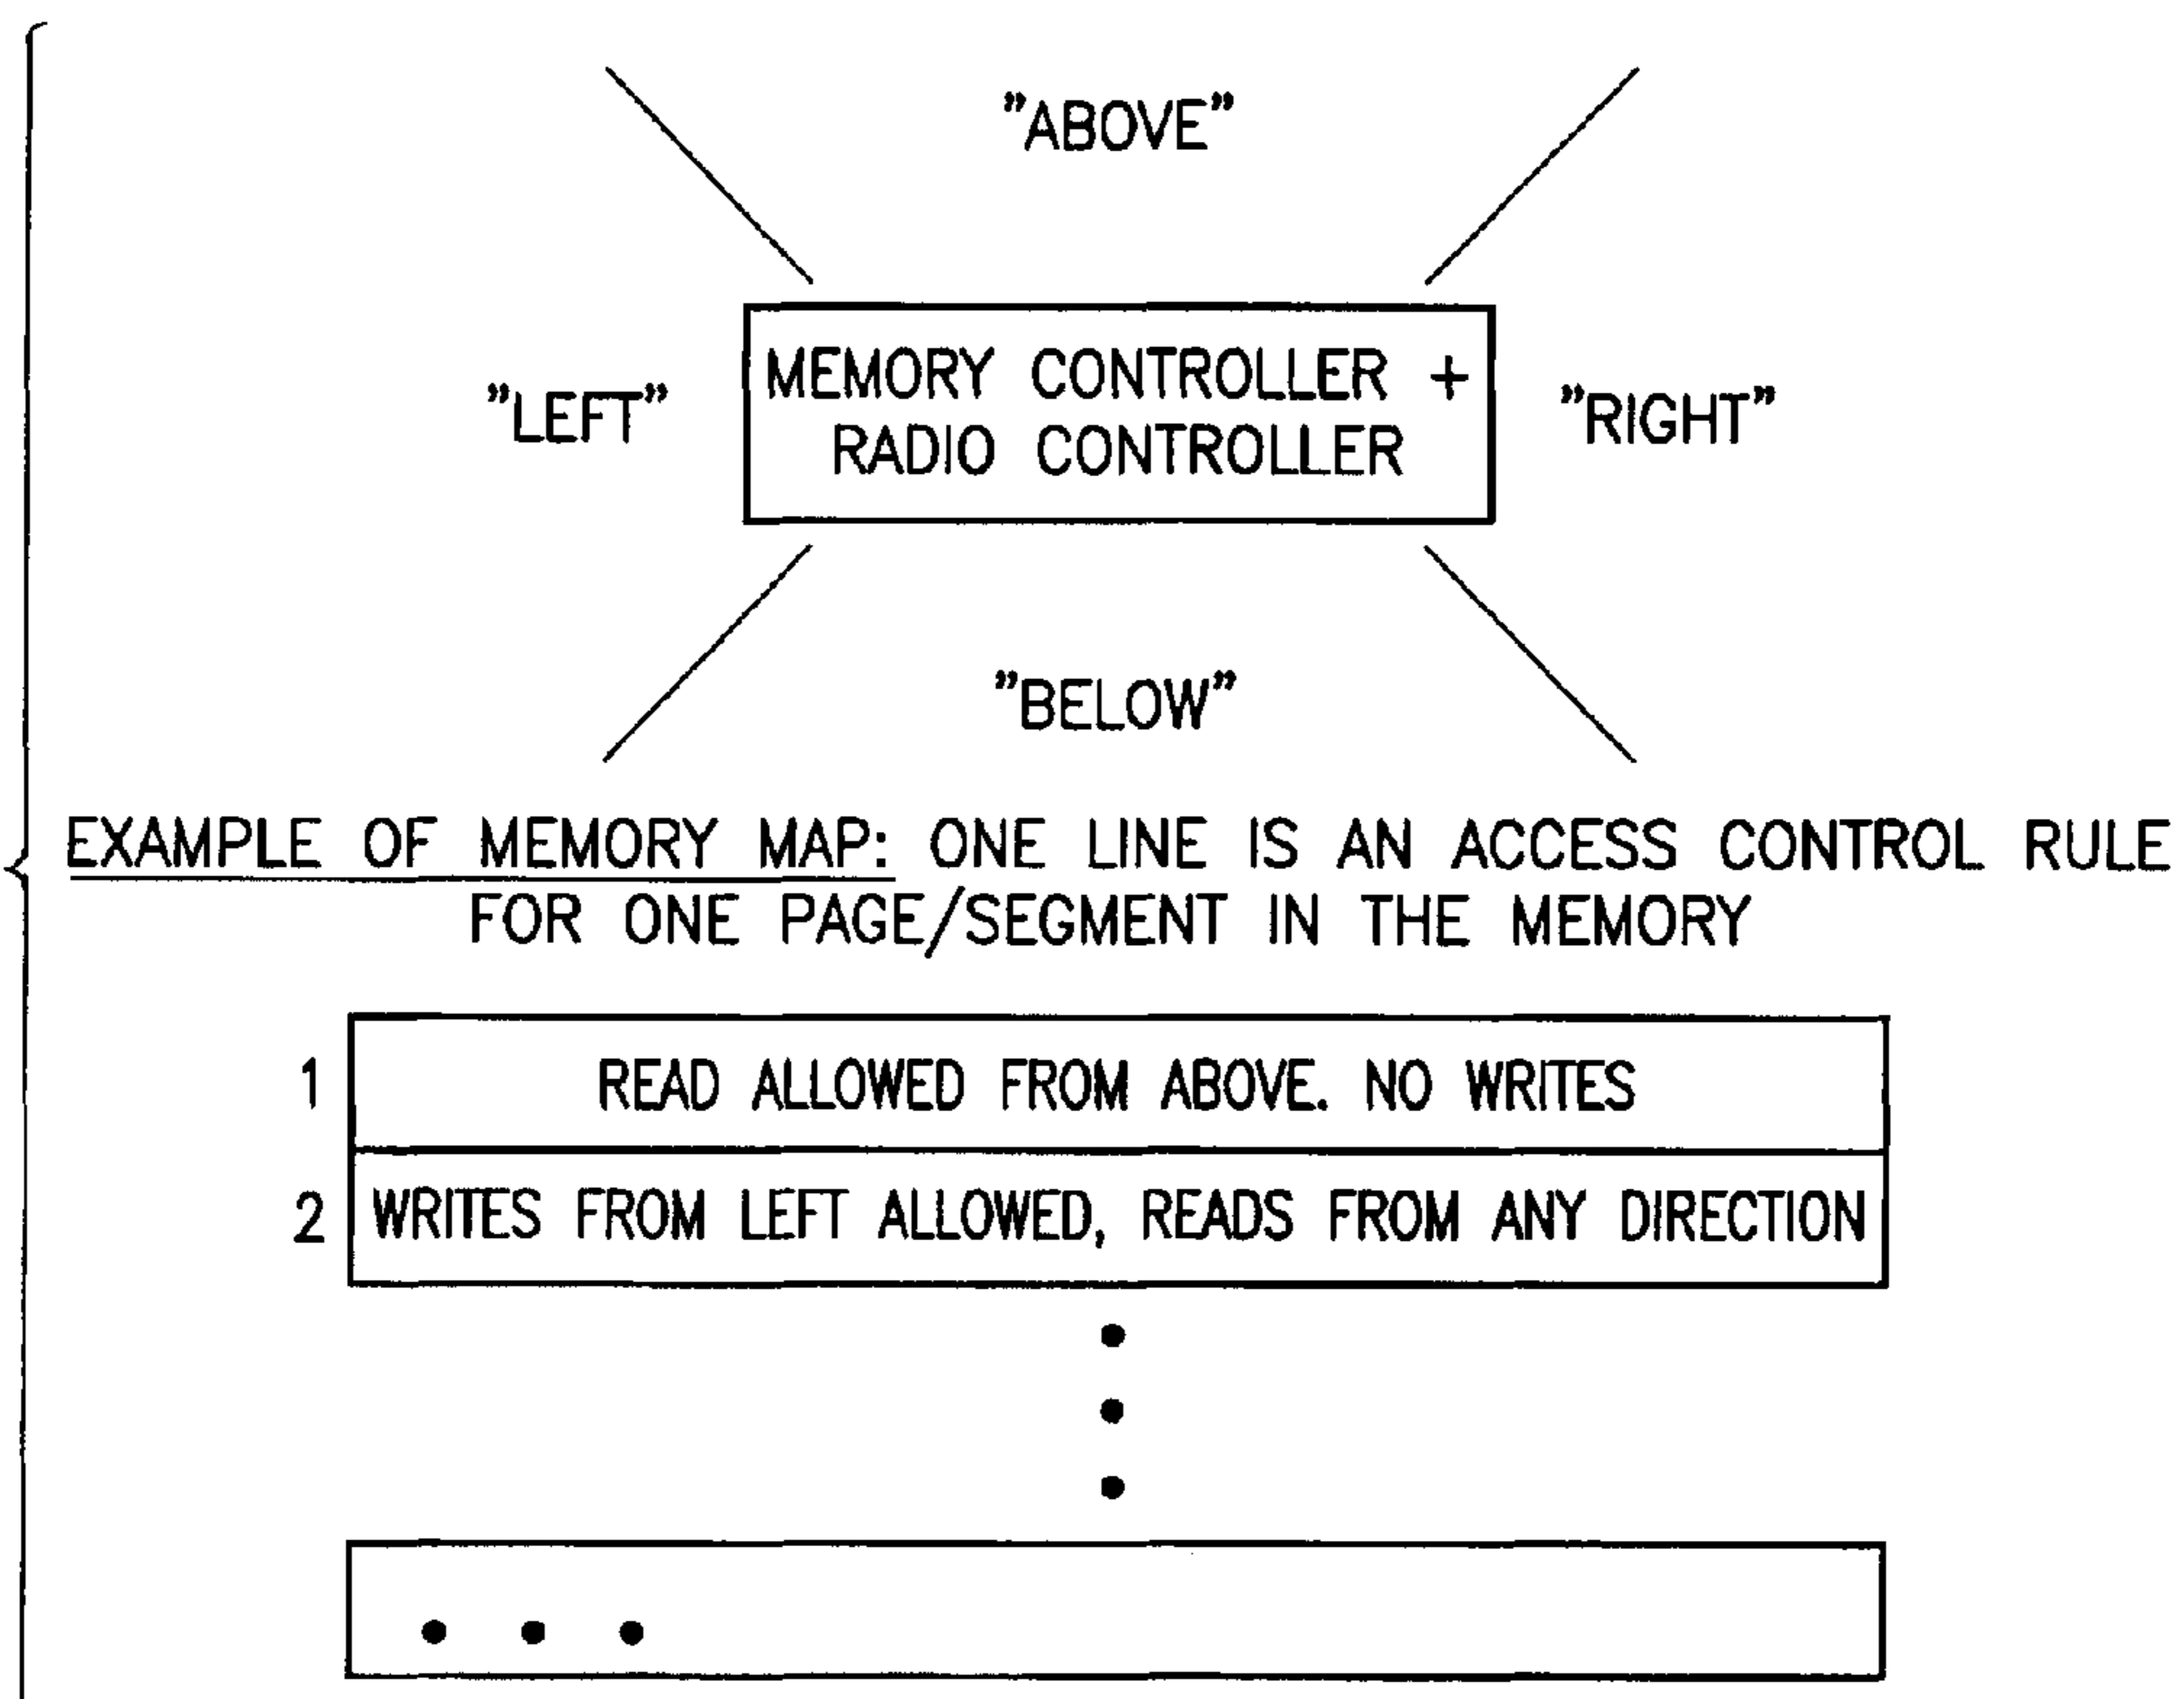 ”ABOVE”
”LEFT”
MEMORY CONTROLLER +
RADIO CONTROLLER
”RIGHT”
”BELOW”
EXAMPLE OF MEMORY MAP: ONE LINE IS AN ACCESS CONTROL RULE
FOR ONE PAGE/SEGMENT IN THE MEMORY
1 READ ALLOWED FROM ABOVE. NO WRITES
2 WRITES FROM LEFT ALLOWED, READS FROM ANY DIRECTION